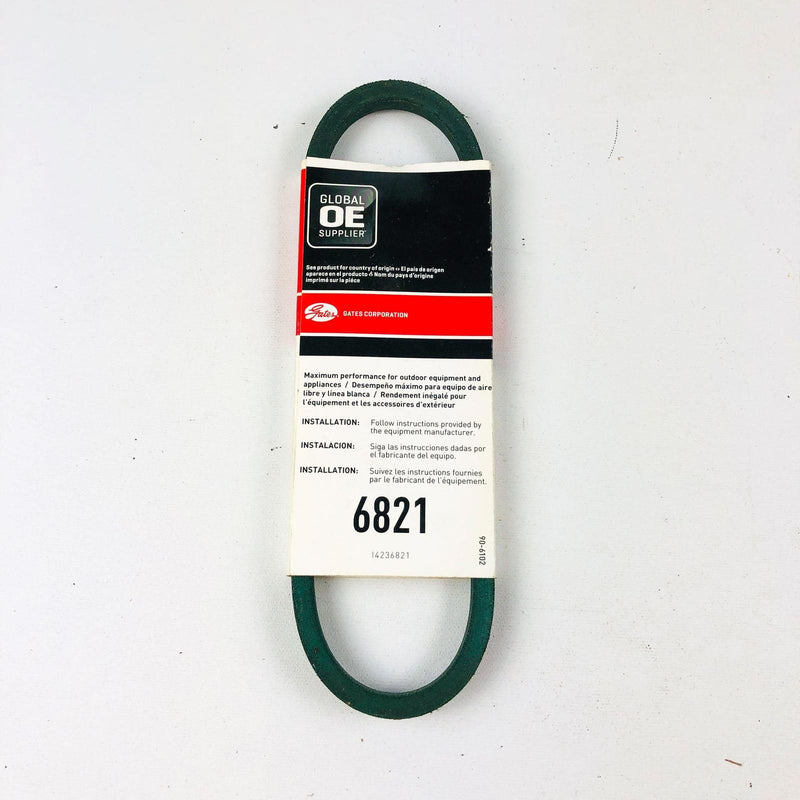 GLOBAL
OE
SUPPLIER
See product for country of origin ‹› El país de origen
aparece en el producto ‹› Nom du pays d'origine
imprimé sur la pièce
Gates
GATES CORPORATION
Maximum performance for outdoor equipment and
appliances / Desempeño máximo para equipo de aire
libre y línea blanca / Rendement inégalé pour
l'équipement et les accessoires d'extérieur
INSTALLATION: Follow instructions provided by
the equipment manufacturer.
INSTALACION: Siga las instrucciones dadas por
el fabricante del equipo.
INSTALLATION: Suivez les instructions fournies
par le fabricant de l'équipement.
6821
I4236821
90-6102